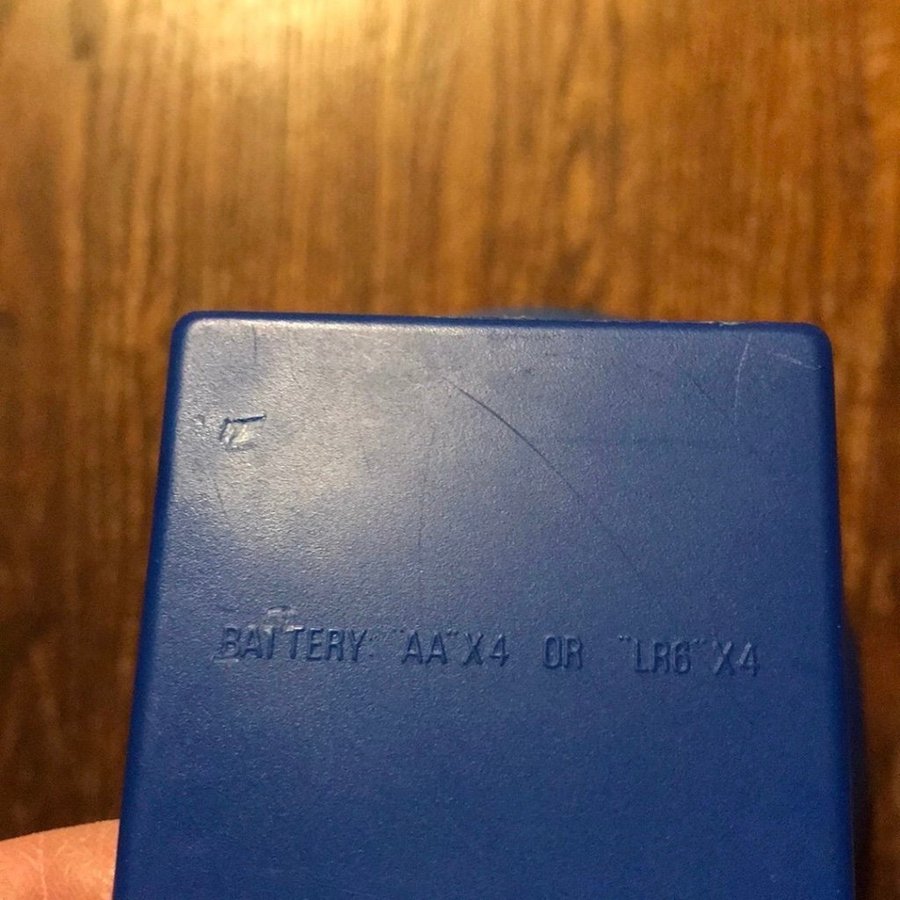 BATTERY: "AA" X4 OR "LR6" X4